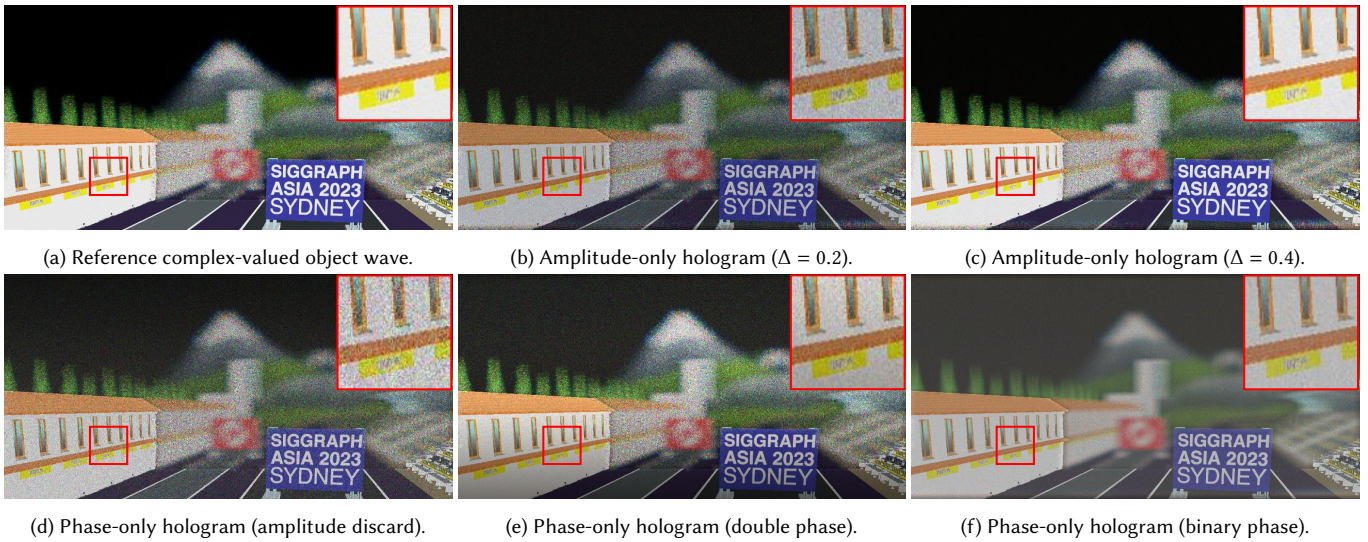 SIGGRAPH
ASIA 2023
SYDNEY
SIGGRAPH
ASIA 2023
SYDNEY
SIGGRAPH
ASIA 2023
SYDNEY
(a) Reference complex-valued object wave.
(b) Amplitude-only hologram (Δ = 0.2).
(c) Amplitude-only hologram (Δ = 0.4).
SIGGRAPH
ASIA 2023
SYDNEY
SIGGRAPH
ASIA 2023
SYDNEY
SIGGRAPH
ASIA 2023
SYDNEY
(d) Phase-only hologram (amplitude discard).
(e) Phase-only hologram (double phase).
(f) Phase-only hologram (binary phase).